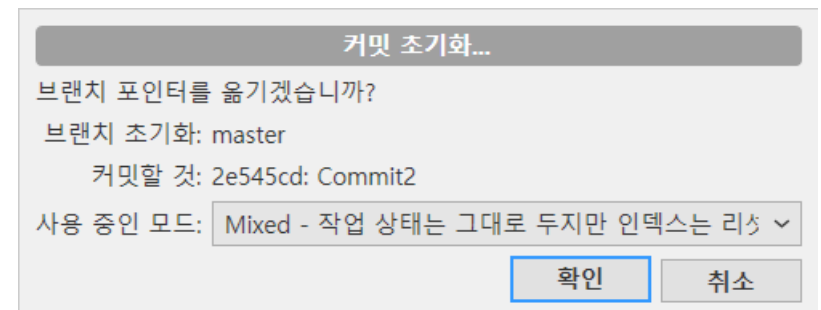 커밋 초기화...
브랜치 포인터를 옮기겠습니까?
브랜치 초기화: master
커밋할 것: 2e545cd: Commit2
사용 중인 모드: Mixed - 작업 상태는 그대로 두지만 인덱스는
확인 취소